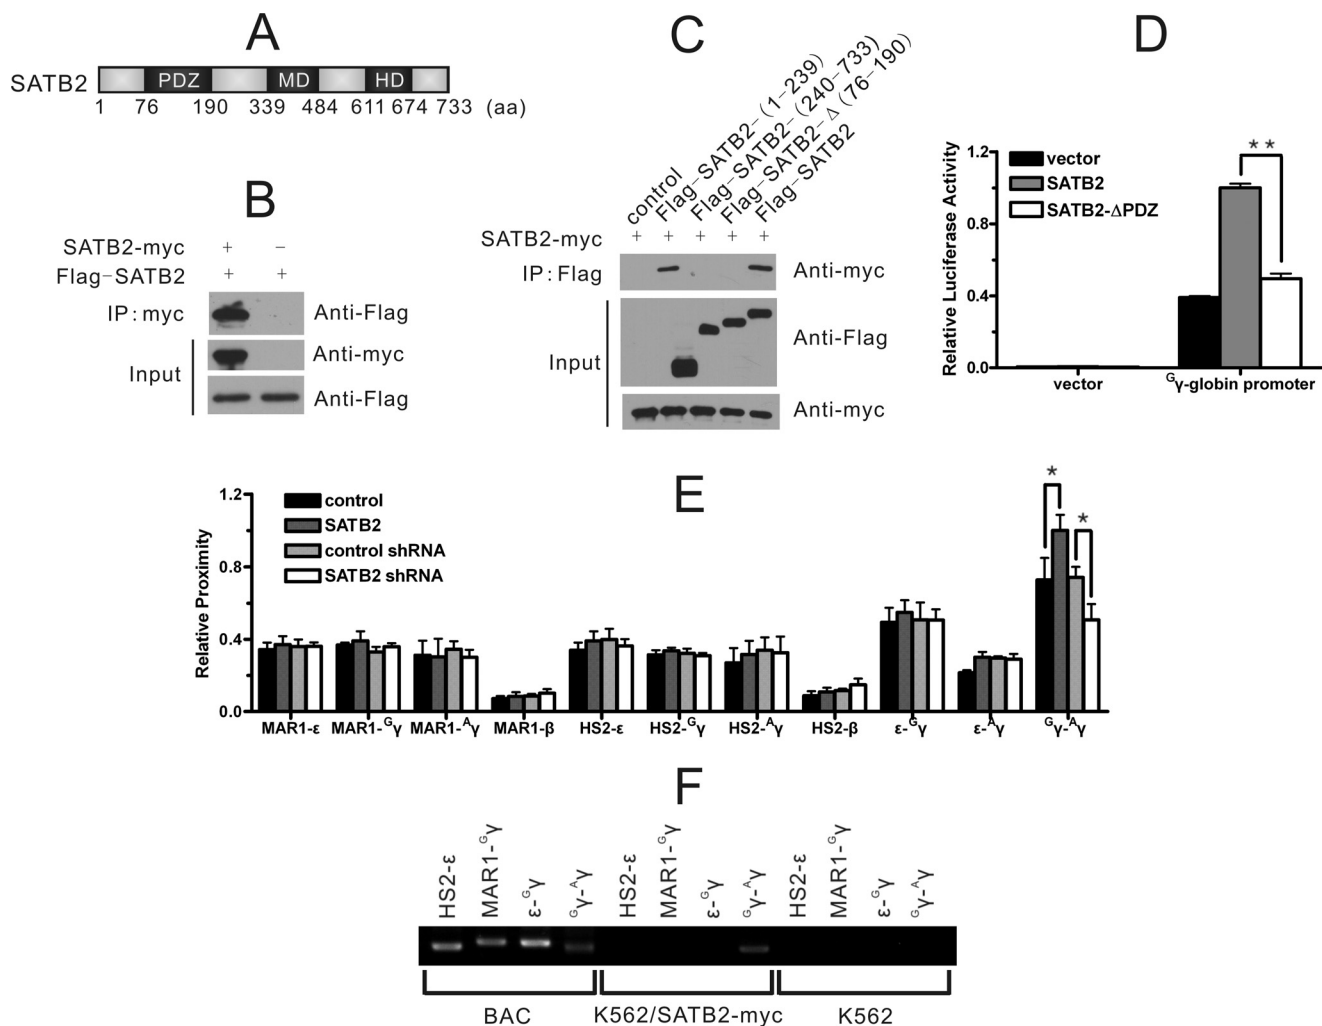 A
SATB2
PDZ MD HD
1 76 190 339 484 611 674 733 (aa)
B
SATB2-myc + −
Flag−SATB2 + +
IP: myc Anti-Flag
Input
Anti-myc
Anti-Flag
C
control
Flag−SATB2−(1−239)
Flag−SATB2−(240−733)
Flag−SATB2−Δ(76−190)
Flag−SATB2
SATB2-myc + + + + +
IP: Flag Anti-myc
Input
Anti-Flag
Anti-myc
D
Relative Luciferase Activity
1.2
0.8
0.4
0.0
vector
SATB2
SATB2-ΔPDZ
**
vector
Gγ-globin promoter
E
Relative Proximity
1.2
0.8
0.4
0.0
control
SATB2
control shRNA
SATB2 shRNA
*
*
MAR1-ε MAR1-Gγ MAR1-Aγ MAR1-β HS2-ε HS2-Gγ HS2-Aγ HS2-β ε-Gγ ε-Aγ Gγ-Aγ
F
HS2-ε MAR1-Gγ ε-Gγ Gγ-Aγ HS2-ε MAR1-Gγ ε-Gγ Gγ-Aγ HS2-ε MAR1-Gγ ε-Gγ Gγ-Aγ
BAC K562/SATB2-myc K562